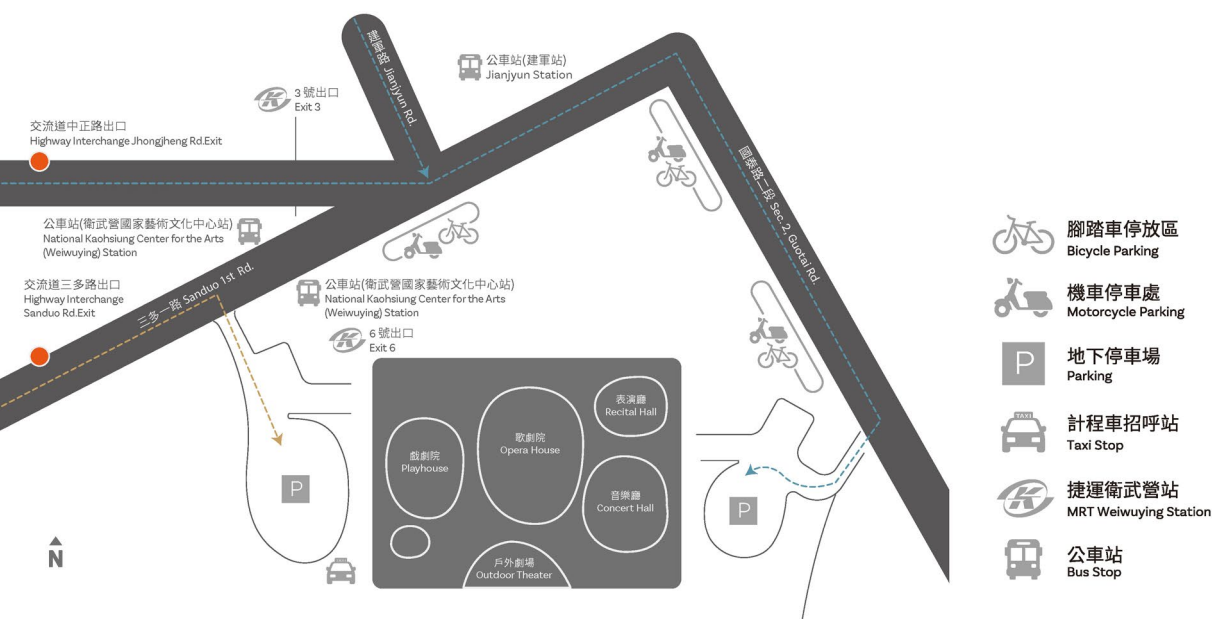 建軍路 Jianjyun Rd.
公車站(建軍站)
Jianjyun Station
3 號出口
Exit 3
交流道中正路出口
Highway Interchange Jhongjheng Rd.Exit
國泰路二段 Sec. 2, Guotai Rd.
公車站(衛武營國家藝術文化中心站)
National Kaohsiung Center for the Arts
(Weiwuying) Station
交流道三多路出口
Highway Interchange
Sanduo Rd.Exit
三多一路 Sanduo 1st Rd.
公車站(衛武營國家藝術文化中心站)
National Kaohsiung Center for the Arts
(Weiwuying) Station
6 號出口
Exit 6
表演廳
Recital Hall
歌劇院
Opera House
戲劇院
Playhouse
音樂廳
Concert Hall
戶外劇場
Outdoor Theater
P
P
N
腳踏車停放區
Bicycle Parking
機車停車處
Motorcycle Parking
P
地下停車場
Parking
TAXI
計程車招呼站
Taxi Stop
捷運衛武營站
MRT Weiwuying Station
公車站
Bus Stop